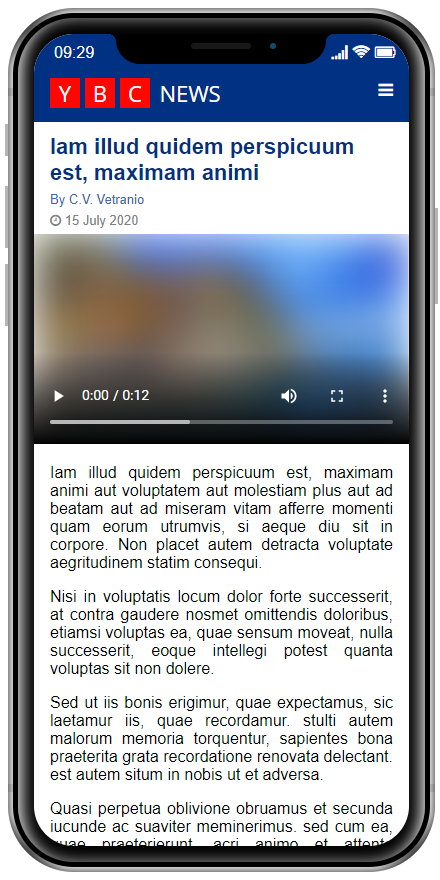 09:29
Y B C NEWS
Iam illud quidem perspicuum
est, maximam animi
By C.V. Vetranio
15 July 2020
0:00 / 0:12
Iam illud quidem perspicuum est, maximam
animi aut voluptatem aut molestiam plus aut ad
beatam aut ad miseram vitam afferre momenti
quam eorum utrumvis, si aeque diu sit in
corpore. Non placet autem detracta voluptate
aegritudinem statim consequi.
Nisi in voluptatis locum dolor forte successerit,
at contra gaudere nosmet omittendis doloribus,
etiamsi voluptas ea, quae sensum moveat, nulla
successerit, eoque intellegi potest quanta
voluptas sit non dolere.
Sed ut iis bonis erigimur, quae expectamus, sic
laetamur iis, quae recordamur. stulti autem
malorum memoria torquentur, sapientes bona
praeterita grata recordatione renovata delectant.
est autem situm in nobis ut et adversa.
Quasi perpetua oblivione obruamus et secunda
iucunde ac suaviter meminerimus. sed cum ea,
quae praeterierunt, acri animo et attento